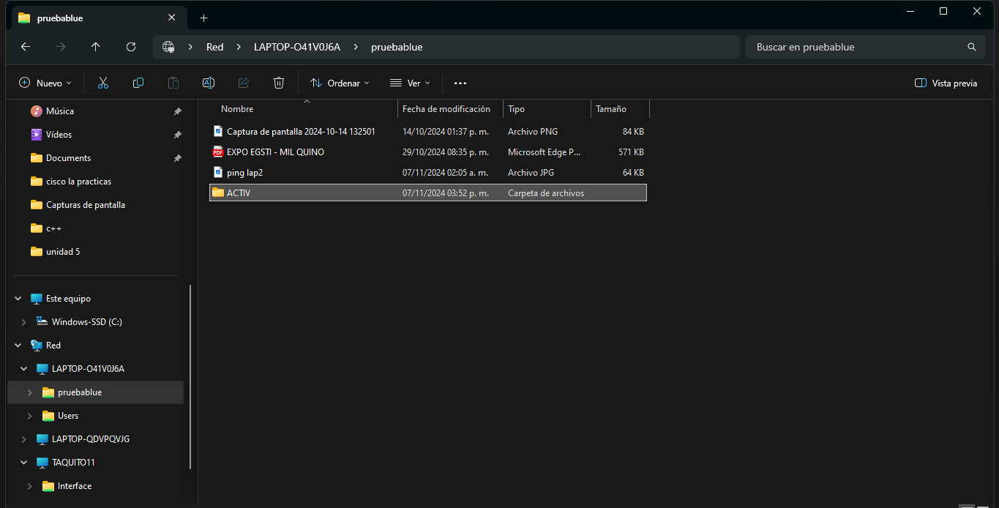 pruebablue
Red > LAPTOP-O41V0J6A > pruebablue
Buscar en pruebablue
Nuevo
Ordenar
Ver
Vista previa
Música
Vídeos
Documents
cisco la practicas
Capturas de pantalla
c++
unidad 5
Este equipo
Windows-SSD (C:)
Red
LAPTOP-O41V0J6A
pruebablue
Users
LAPTOP-QDVPQVJG
TAQUITO11
Interface
Nombre Fecha de modificación Tipo Tamaño
Captura de pantalla 2024-10-14 132501 14/10/2024 01:37 p. m. Archivo PNG 84 KB
PDF EXPO EGSTI - MIL QUINO 29/10/2024 08:35 p. m. Microsoft Edge P... 571 KB
ping lap2 07/11/2024 02:05 a. m. Archivo JPG 64 KB
ACTIV 07/11/2024 03:52 p. m. Carpeta de archivos